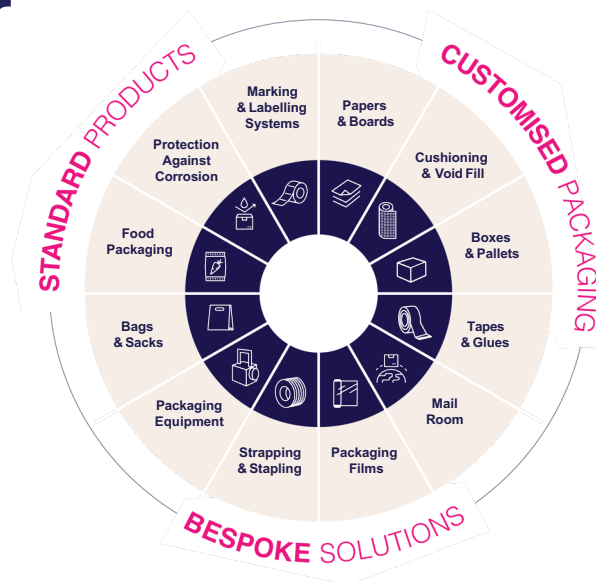 STANDARD PRODUCTS
CUSTOMISED PACKAGING
BESPOKE SOLUTIONS
Papers
& Boards
Cushioning
& Void Fill
Boxes
& Pallets
Tapes
& Glues
Mail
Room
Packaging
Films
Strapping
& Stapling
Packaging
Equipment
Bags
& Sacks
Food
Packaging
Protection
Against
Corrosion
Marking
& Labelling
Systems